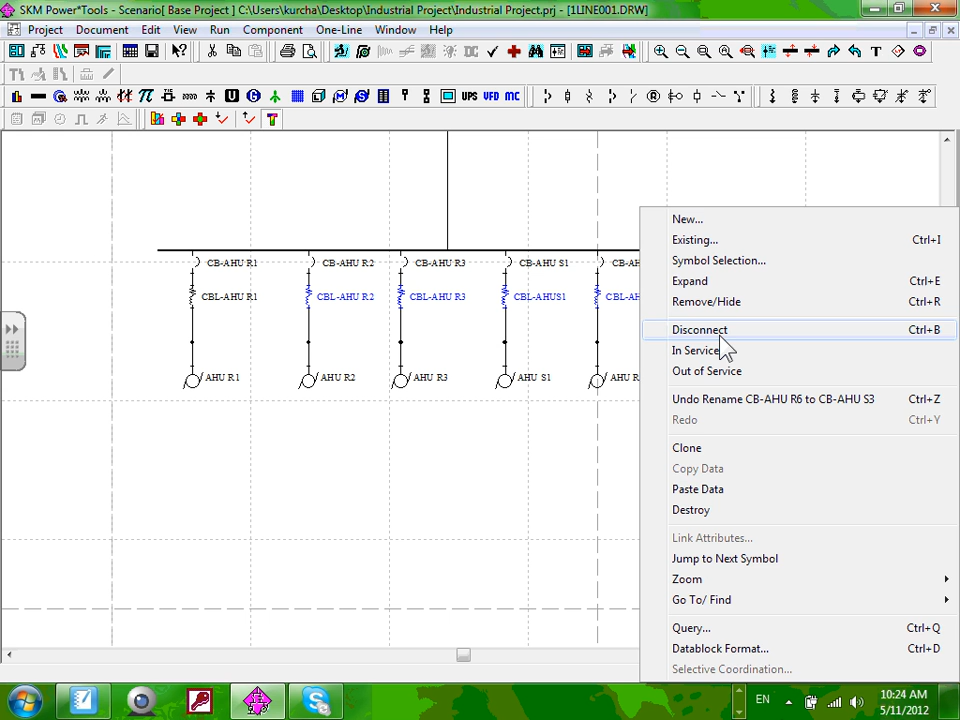 SKM Power*Tools - Scenario[ Base Project ] C:\Users\kurcha\Desktop\Industrial Project\Industrial Project.prj - [1LINE001.DRW]
Project Document Edit View Run Component One-Line Window Help
UPS VFD MC
CB-AHU R1 CB-AHU R2 CB-AHU R3 CB-AHU S1 CB-AH
CBL-AHU R1 CBL-AHU R2 CBL-AHU R3 CBL-AHUS1 CBL-AH
AHU R1 AHU R2 AHU R3 AHU S1 AHU R
New...
Existing... Ctrl+I
Symbol Selection...
Expand Ctrl+E
Remove/Hide Ctrl+R
Disconnect Ctrl+B
In Service
Out of Service
Undo Rename CB-AHU R6 to CB-AHU S3 Ctrl+Z
Redo Ctrl+Y
Clone
Copy Data
Paste Data
Destroy
Link Attributes...
Jump to Next Symbol
Zoom
Go To/ Find
Query... Ctrl+Q
Datablock Format... Ctrl+D
Selective Coordination...
EN
10:24 AM
5/11/2012